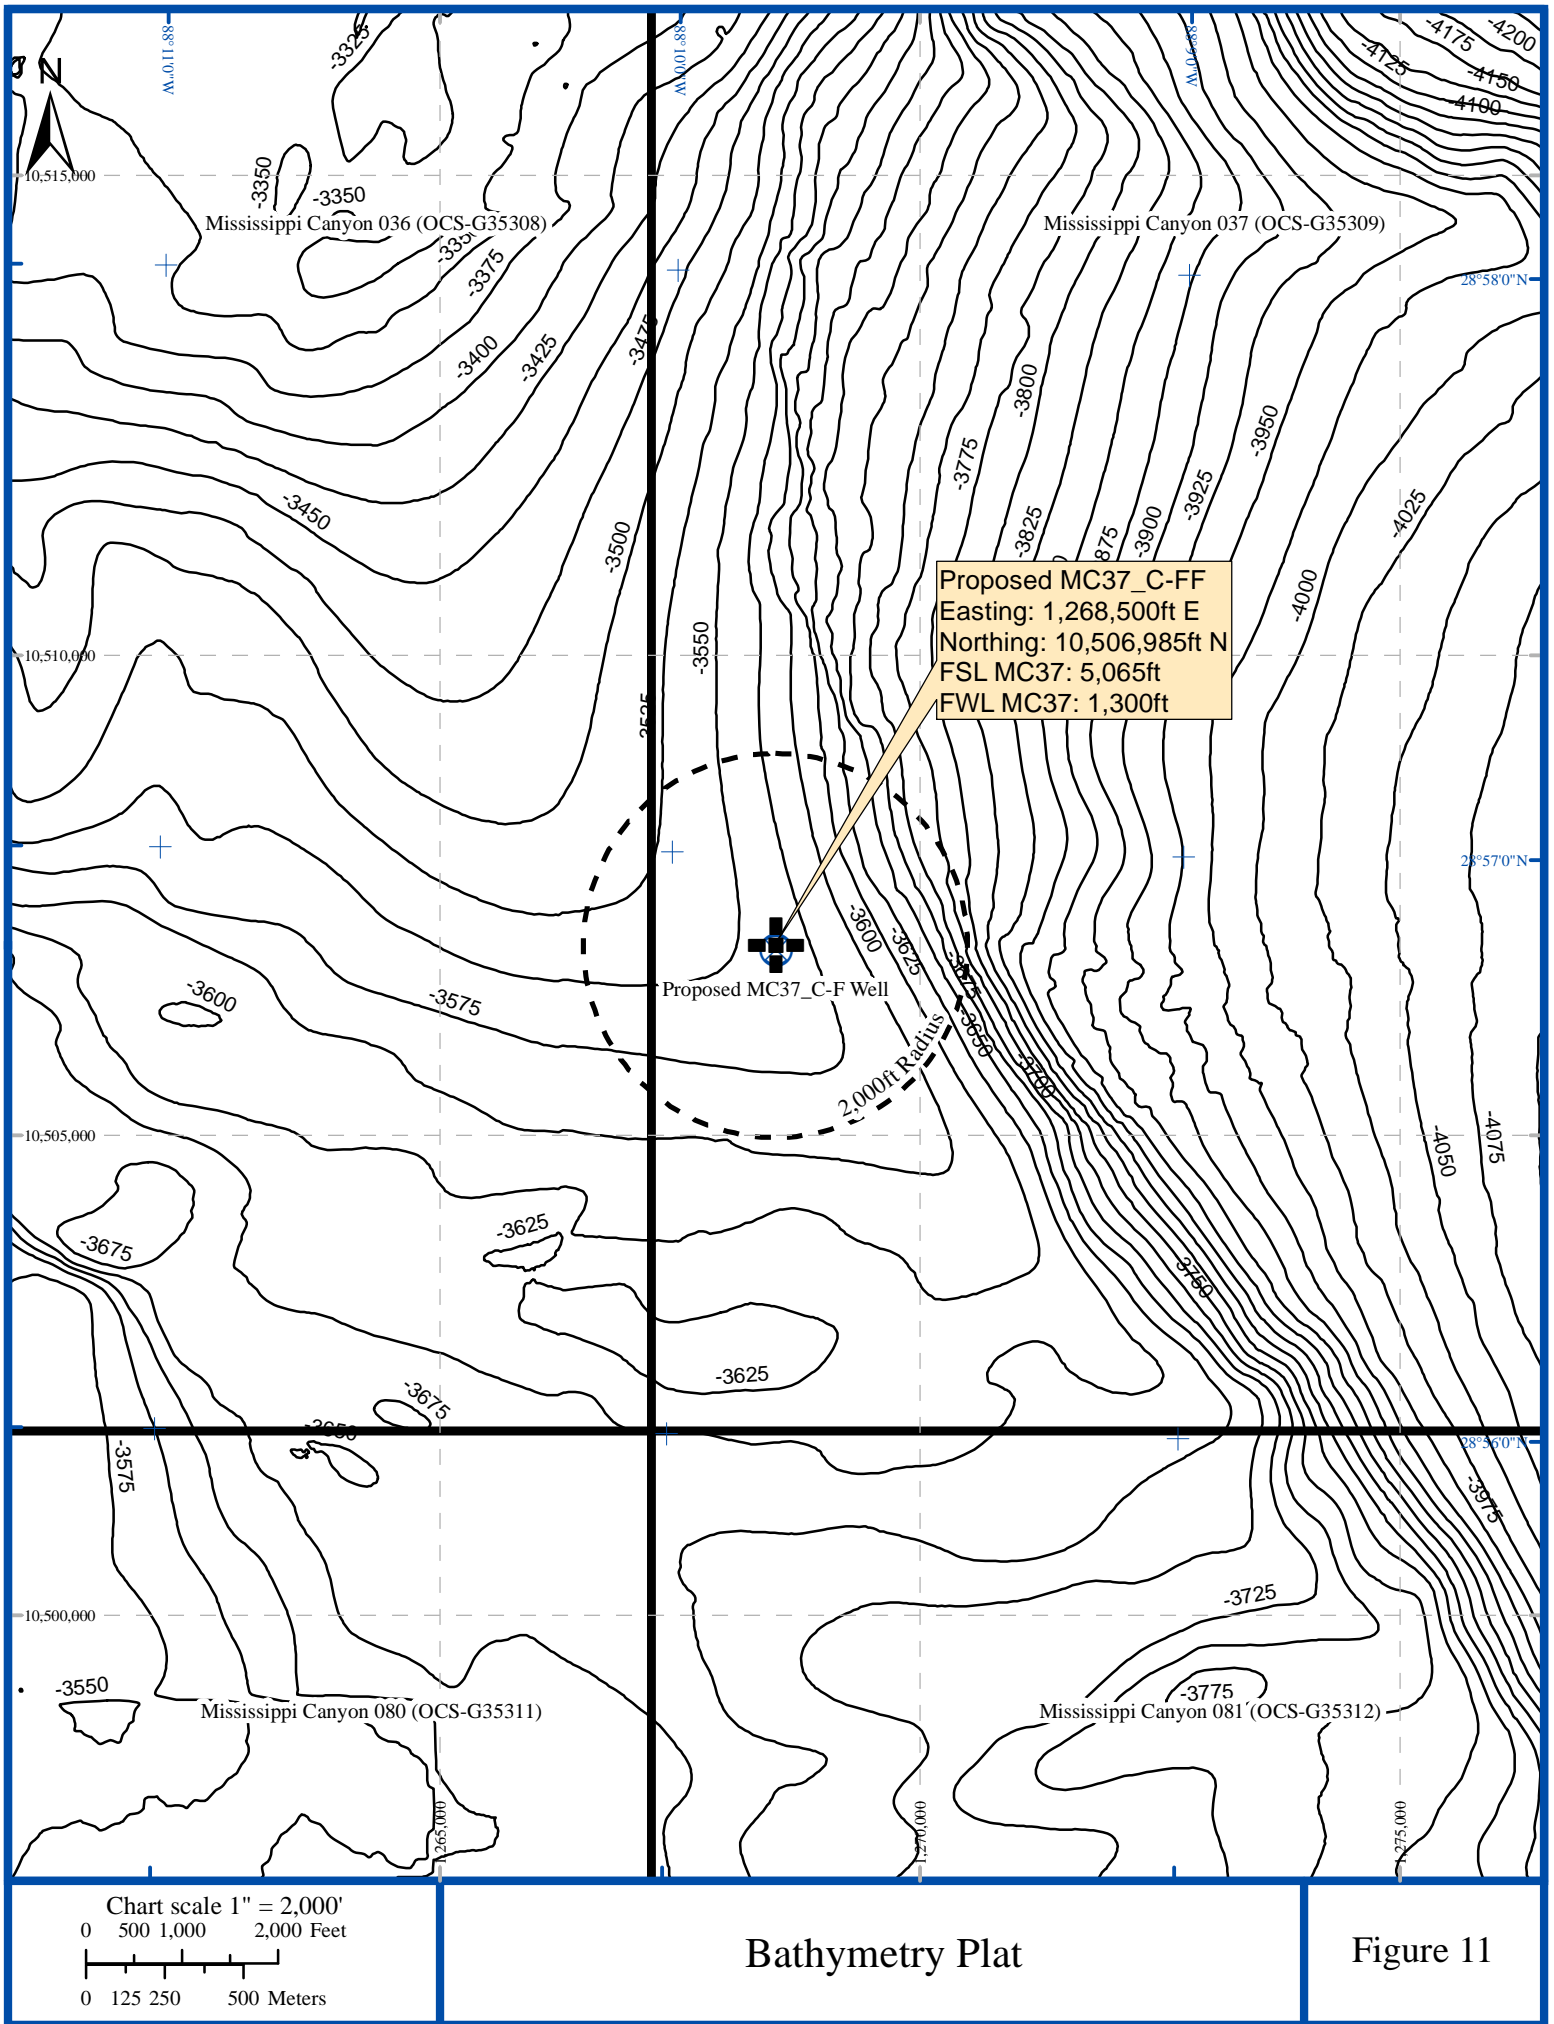 88°11'0"W
88°10'0"W
88°9'0"W
-3325
-4125
-4175
-4200
-4150
-4100
N
10,515,000
-3350
-3350
Mississippi Canyon 036 (OCS-G35308)
Mississippi Canyon 037 (OCS-G35309)
-3375
28°58'0"N
-3400
-3425
-3475
-3800
-3775
-3950
-3450
-3500
-3825
-3900
-3925
-4025
-4000
Proposed MC37_C-FF
Easting: 1,268,500ft E
Northing: 10,506,985ft N
FSL MC37: 5,065ft
FWL MC37: 1,300ft
10,510,000
-3550
28°57'0"N
-3600
-3625
-3675
-3600
-3575
Proposed MC37_C-F Well
-3650
-3700
2,000ft Radius
10,505,000
-4050
-4075
-3675
-3625
3750
-3625
-3675
-3650
28°56'0"N
-3575
-3975
10,500,000
-3725
-3550
-3775
Mississippi Canyon 080 (OCS-G35311)
Mississippi Canyon 081 (OCS-G35312)
1,265,000
1,270,000
1,275,000
Chart scale 1" = 2,000'
0 500 1,000 2,000 Feet
0 125 250 500 Meters
Bathymetry Plat
Figure 11